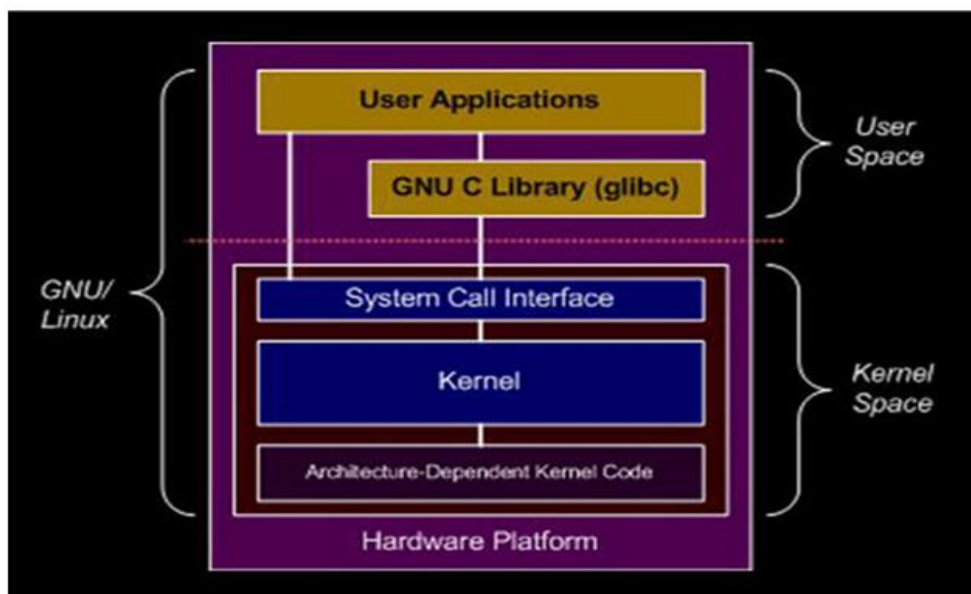 User Applications
User
Space
GNU C Library (glibc)
GNU/
Linux
System Call Interface
Kernel
Kernel
Space
Architecture-Dependent Kernel Code
Hardware Platform